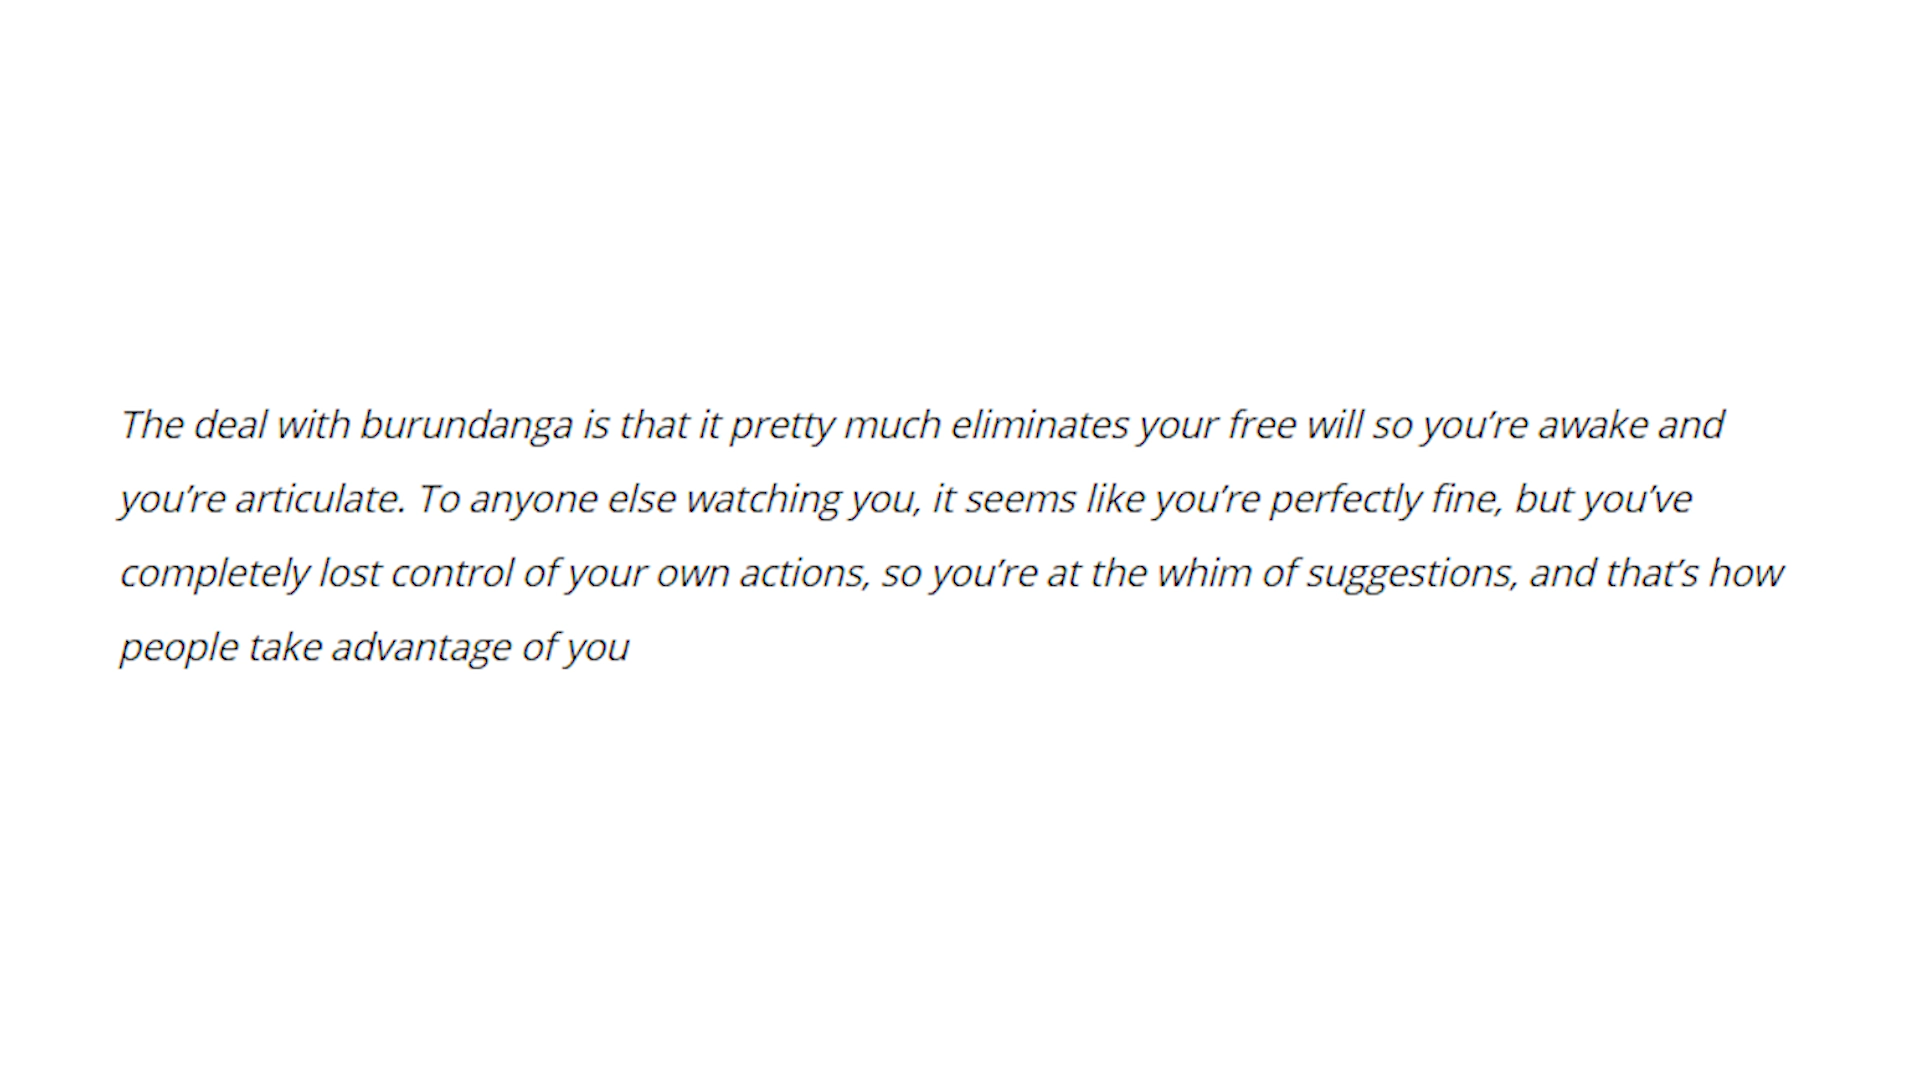 The deal with burundanga is that it pretty much eliminates your free will so you’re awake and
you’re articulate. To anyone else watching you, it seems like you’re perfectly fine, but you’ve
completely lost control of your own actions, so you’re at the whim of suggestions, and that’s how
people take advantage of you